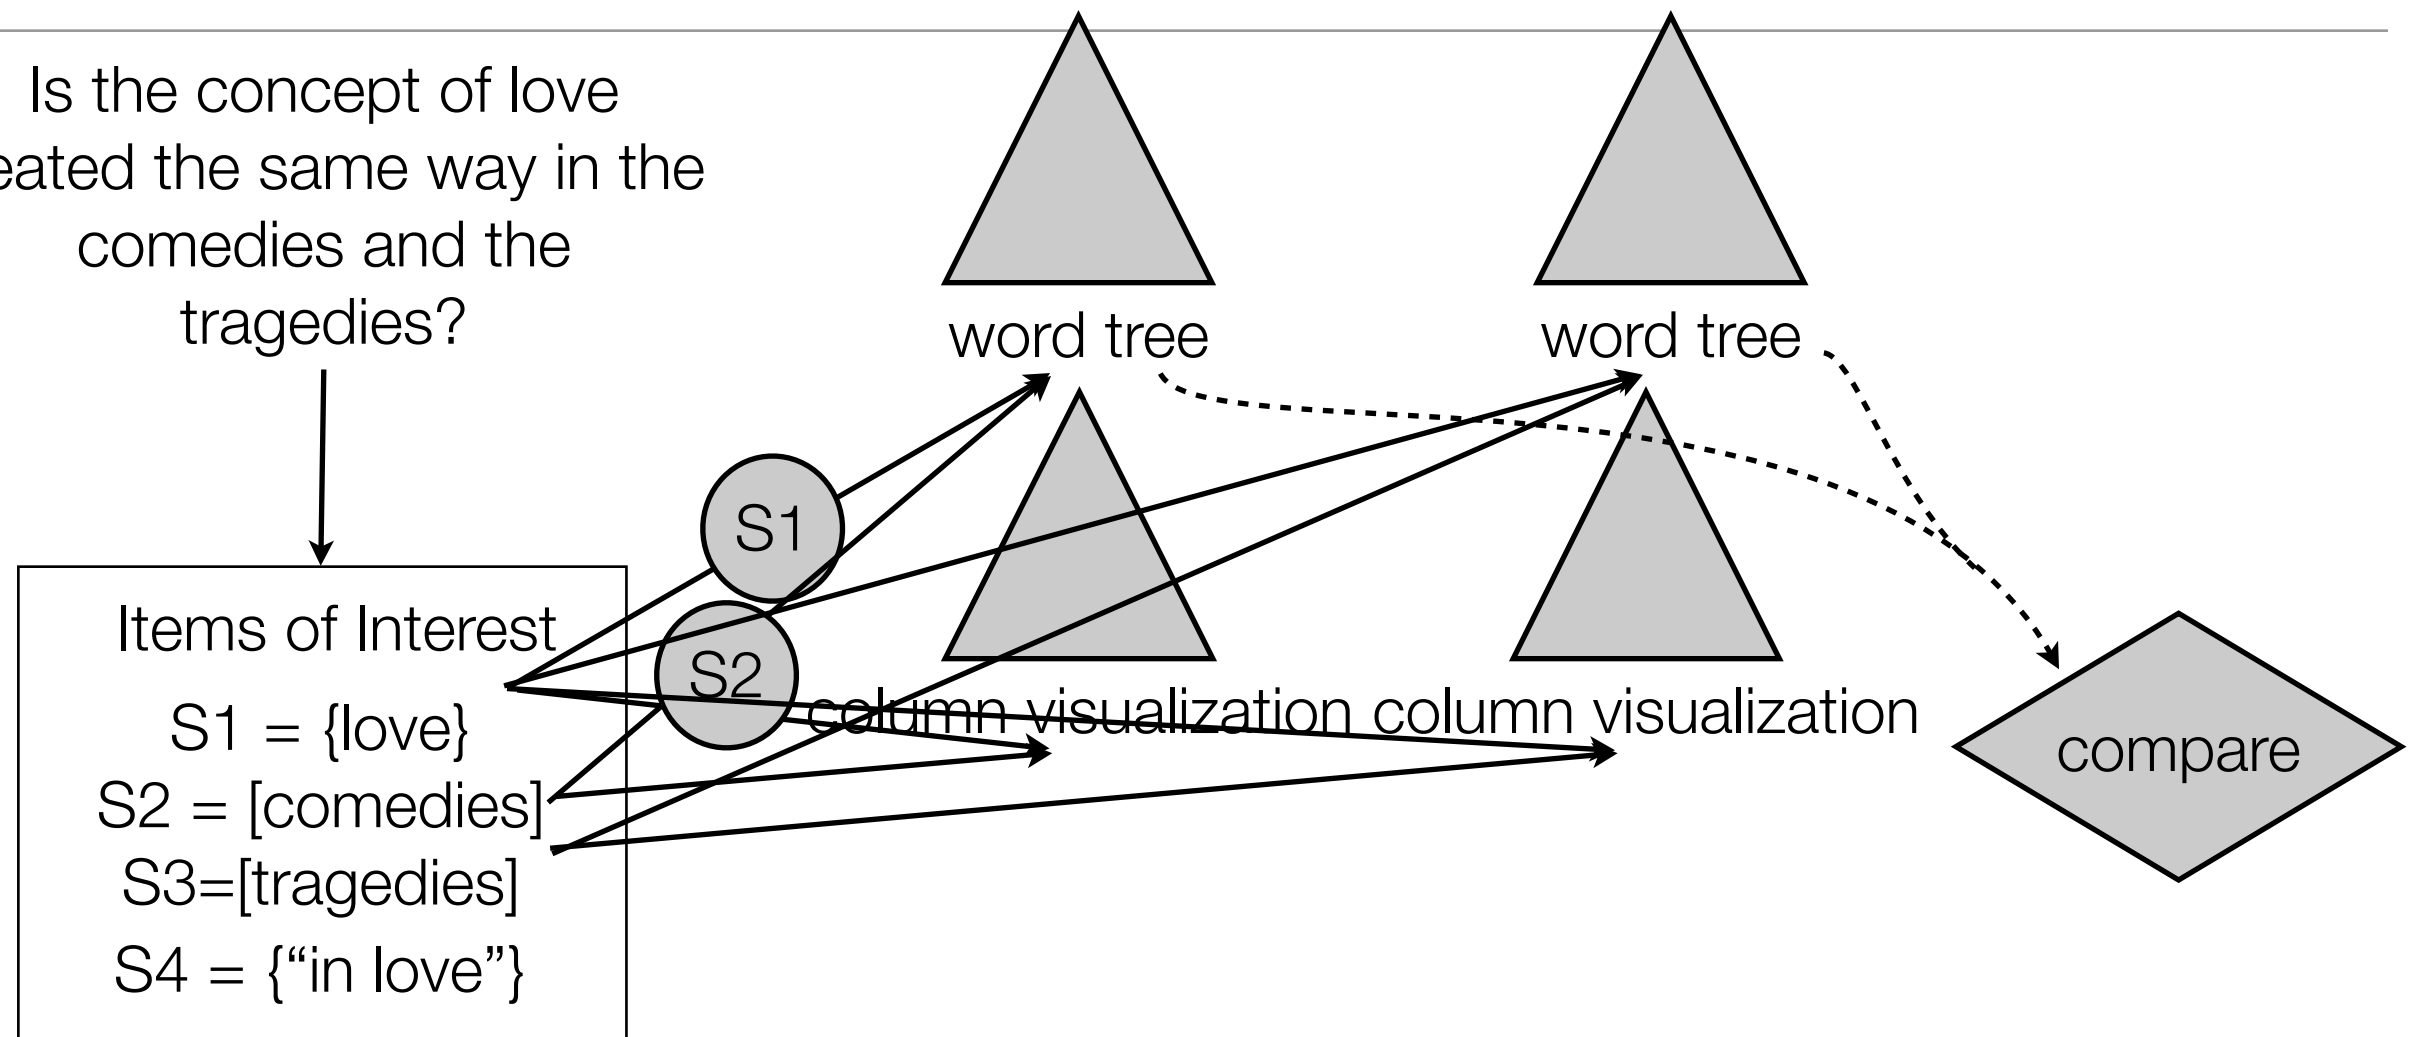 Is the concept of love
eated the same way in the
comedies and the
tragedies?
word tree
word tree
S1
S2
Items of Interest
S1 = {love}
S2 = [comedies]
S3=[tragedies]
S4 = {“in love”}
column visualization
column visualization
compare